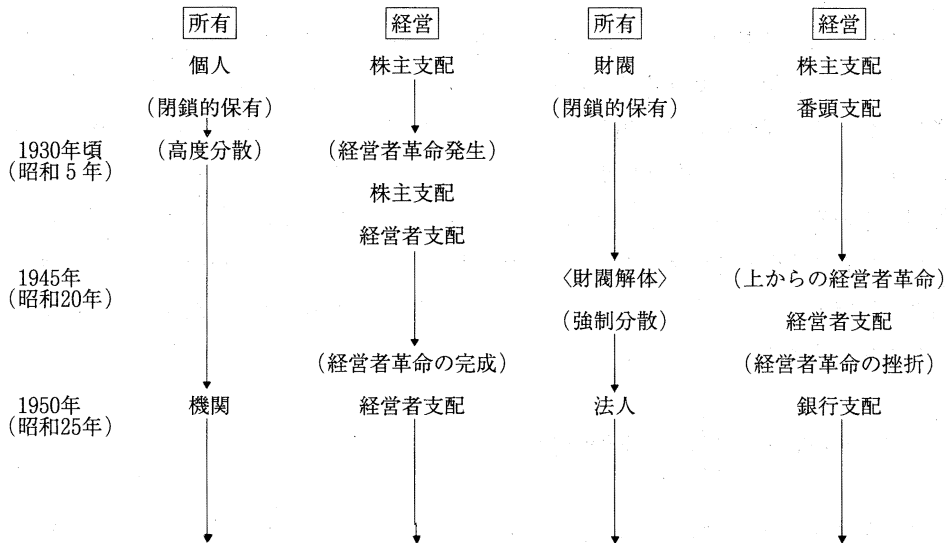 所有 経営 所有 経営
個人 株主支配 財閥 株主支配
(閉鎖的保有) (閉鎖的保有) 番頭支配
1930年頃 (高度分散) (経営者革命発生)
(昭和5年)
株主支配
経営者支配
1945年 〈財閥解体〉 (上からの経営者革命)
(昭和20年)
(強制分散) 経営者支配
(経営者革命の完成) (経営者革命の挫折)
1950年 機関 経営者支配 法人 銀行支配
(昭和25年)